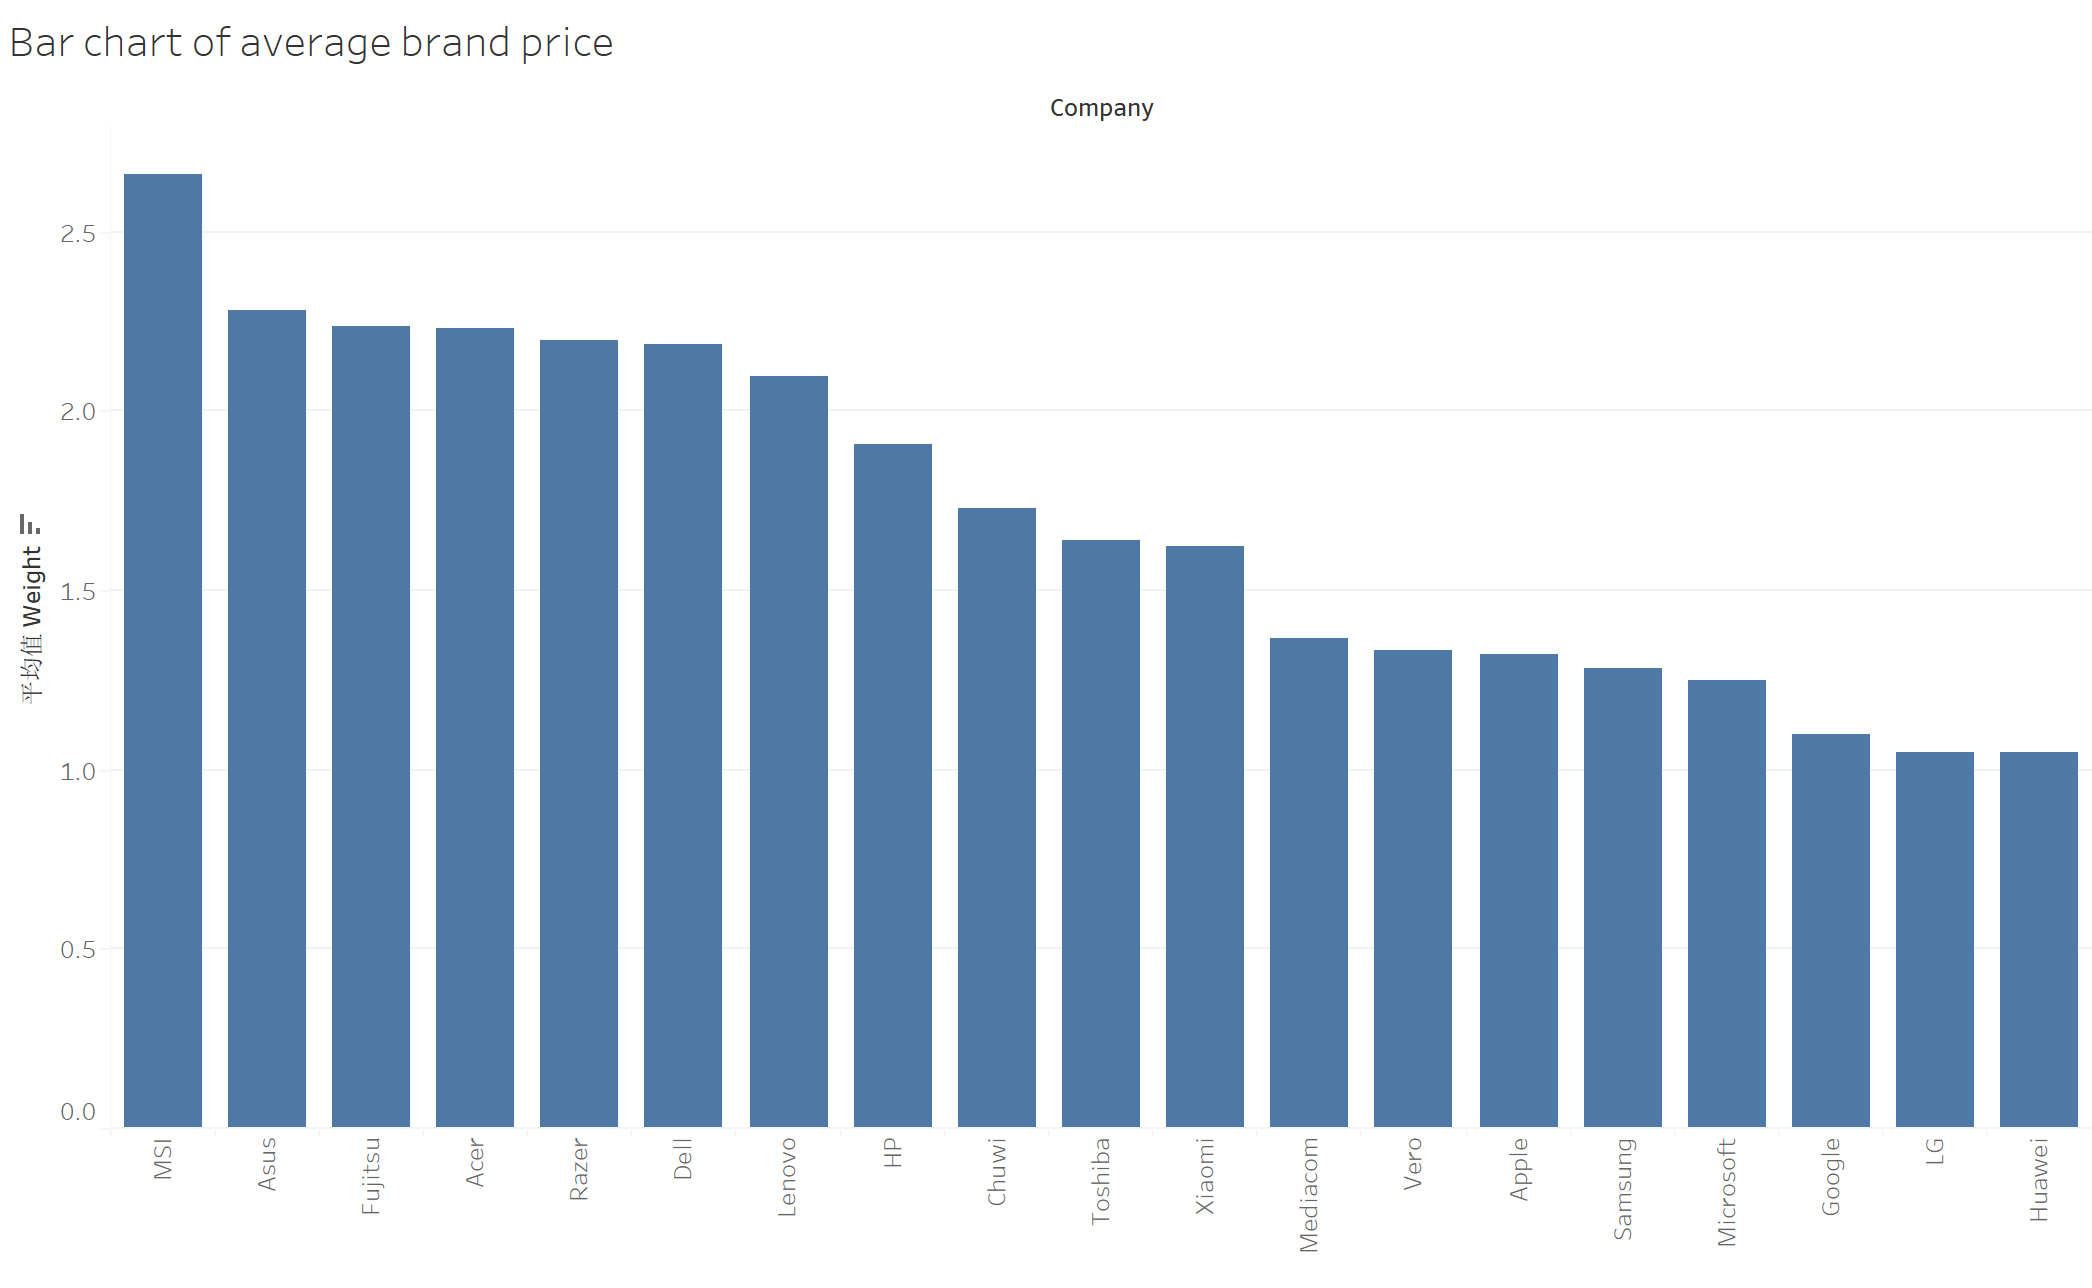 Bar chart of average brand price
Company
平均值 Weight
2.5
2.0
1.5
1.0
0.5
0.0
MSI
Asus
Fujitsu
Acer
Razer
Dell
Lenovo
HP
Chuwi
Toshiba
Xiaomi
Mediacom
Vero
Apple
Samsung
Microsoft
Google
LG
Huawei